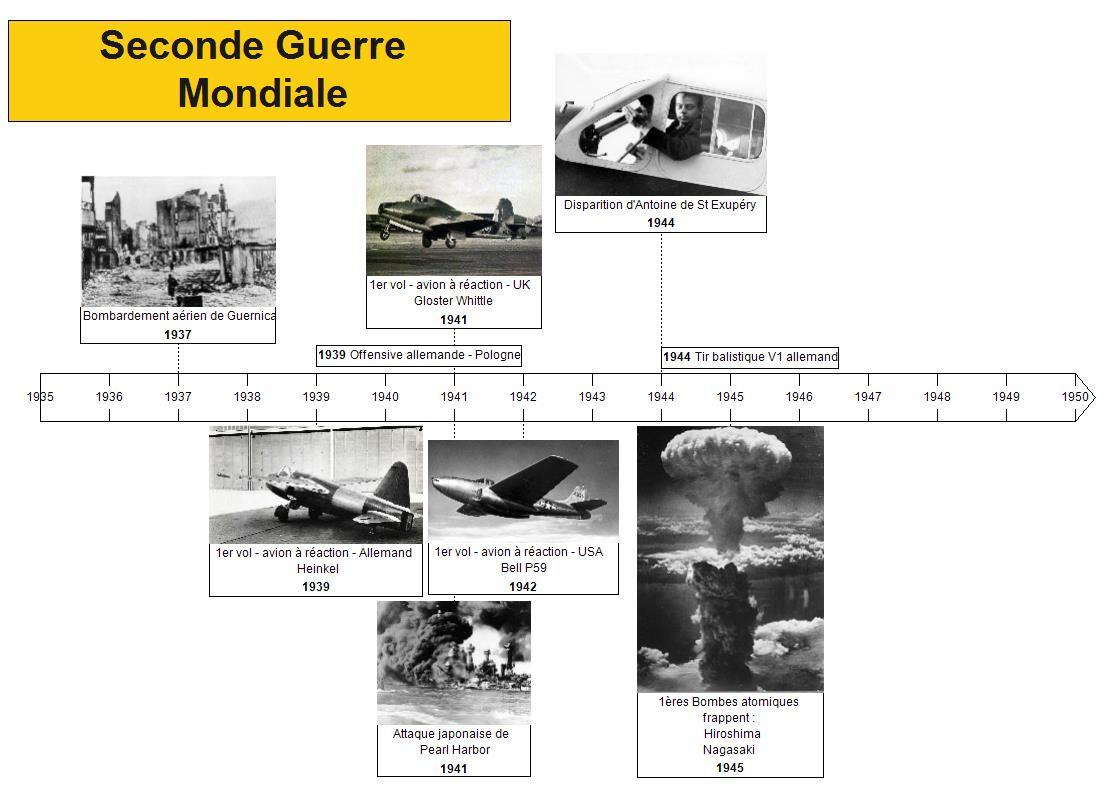 Seconde Guerre
Mondiale
Disparition d'Antoine de St Exupéry
1944
1er vol - avion à réaction - UK
Gloster Whittle
1941
Bombardement aérien de Guernica
1937
1939 Offensive allemande - Pologne
1944 Tir balistique V1 allemand
1935 1936 1937 1938 1939 1940 1941 1942 1943 1944 1945 1946 1947 1948 1949 1950
1er vol - avion à réaction - Allemand
Heinkel
1939
1er vol - avion à réaction - USA
Bell P59
1942
Attaque japonaise de
Pearl Harbor
1941
1ères Bombes atomiques
frappent :
Hiroshima
Nagasaki
1945